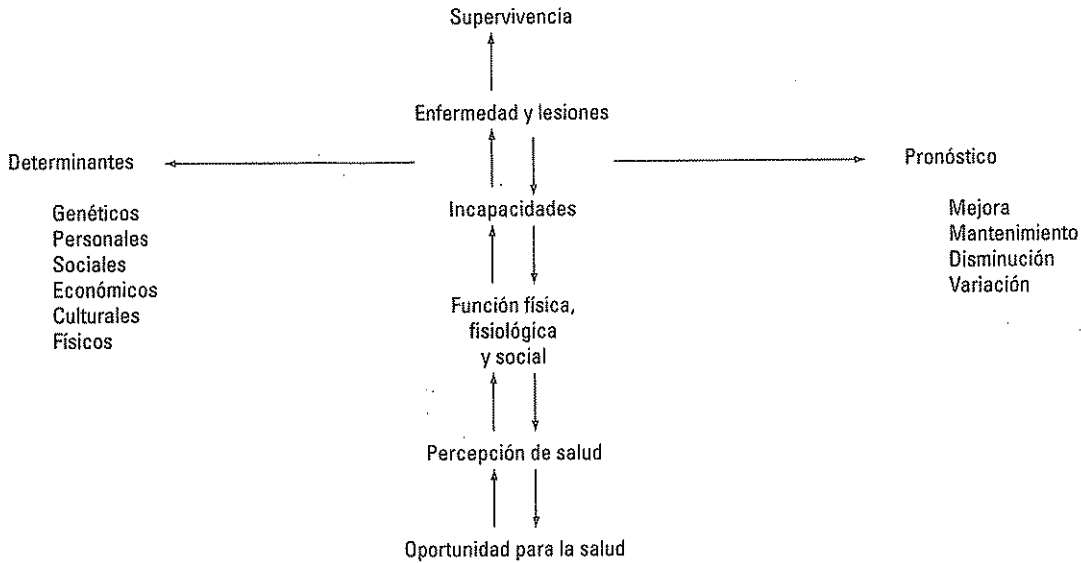 Supervivencia
Enfermedad y lesiones
Determinantes
Genéticos
Personales
Sociales
Económicos
Culturales
Físicos
Incapacidades
Función física,
fisiológica
y social
Percepción de salud
Oportunidad para la salud
Pronóstico
Mejora
Mantenimiento
Disminución
Variación